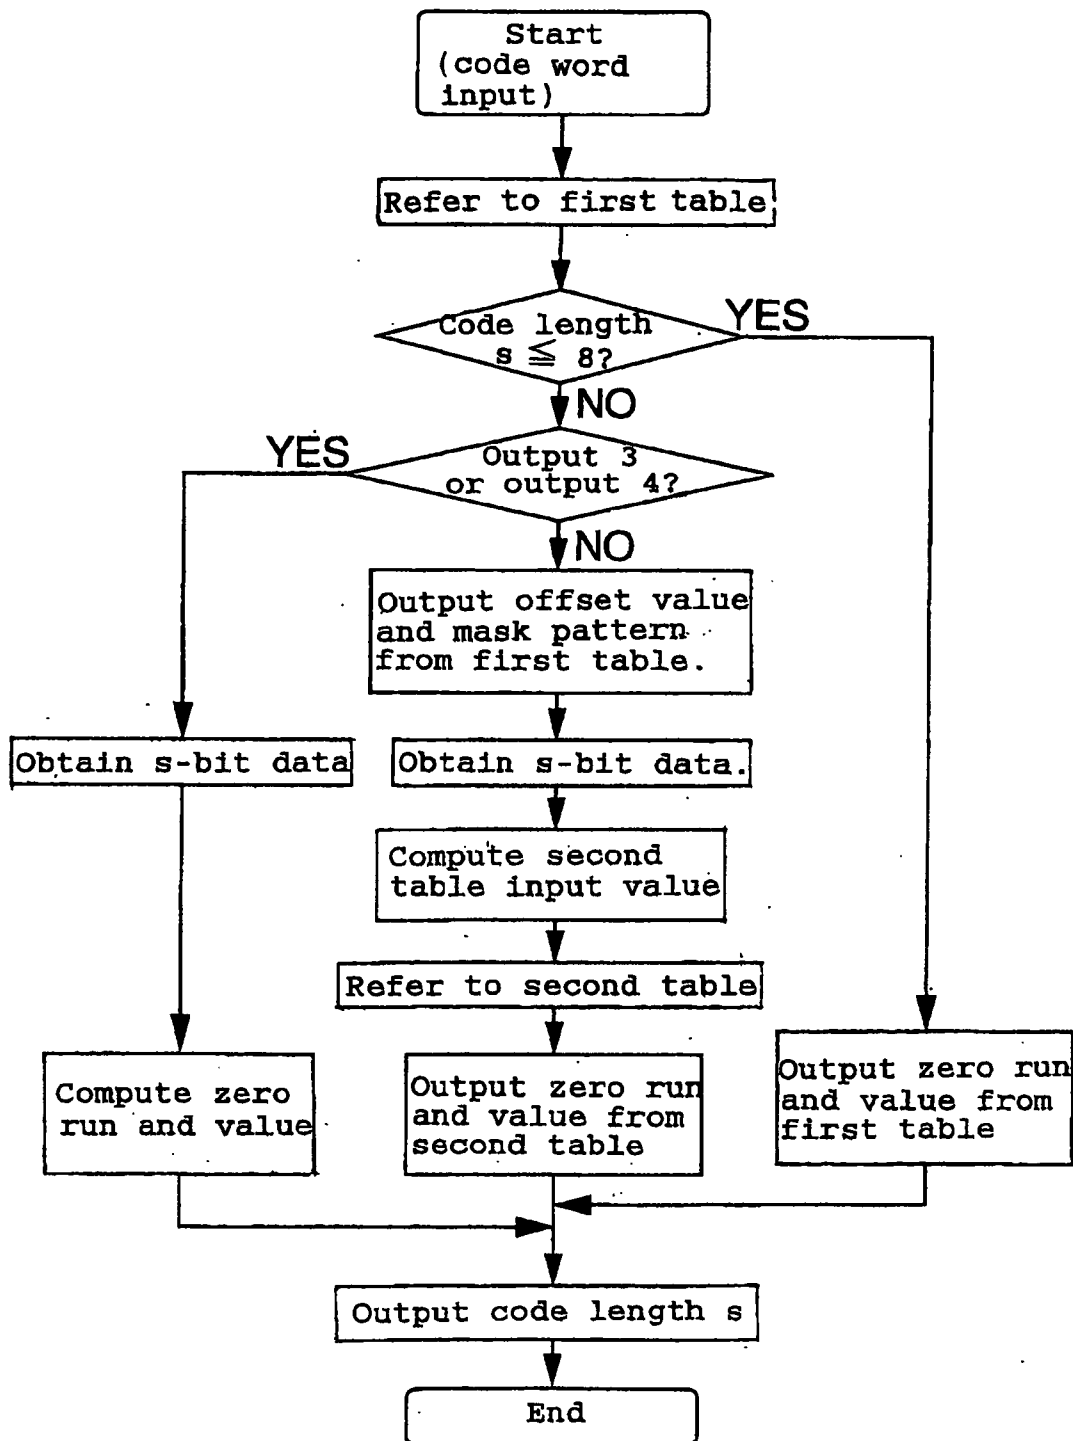 Start
(code word
input)
Refer to first table
Code length
s ≦ 8?
YES
NO
Output 3
or output 4?
YES
NO
Output offset value
and mask pattern
from first table.
Obtain s-bit data
Obtain s-bit data.
Compute second
table input value
Refer to second table
Compute zero
run and value
Output zero run
and value from
second table
Output zero run
and value from
first table
Output code length s
End